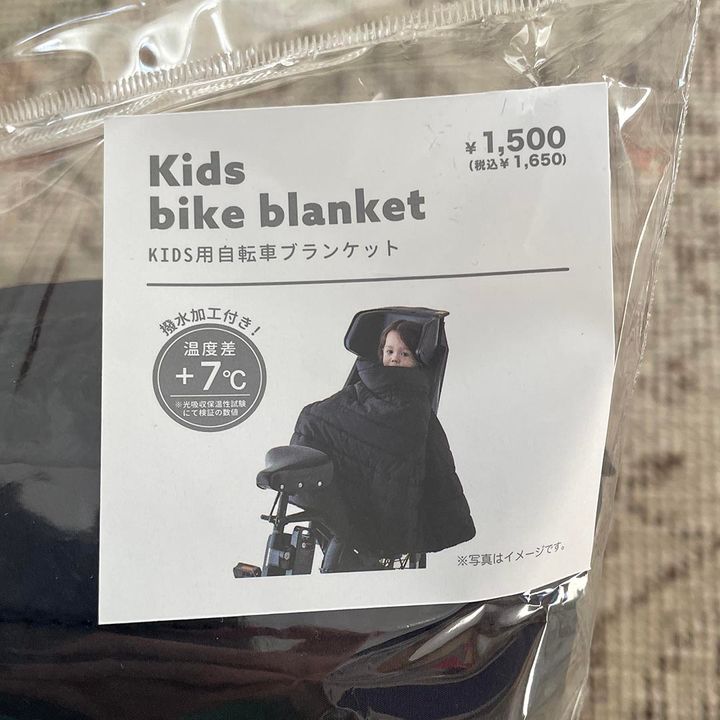 Kids
bike blanket
KIDS用自転車ブランケット
¥1,500
(税込¥1,650)
撥水加工付き!
温度差
+7℃
※光吸収保温性試験
にて検証の数値
※写真はイメージです。